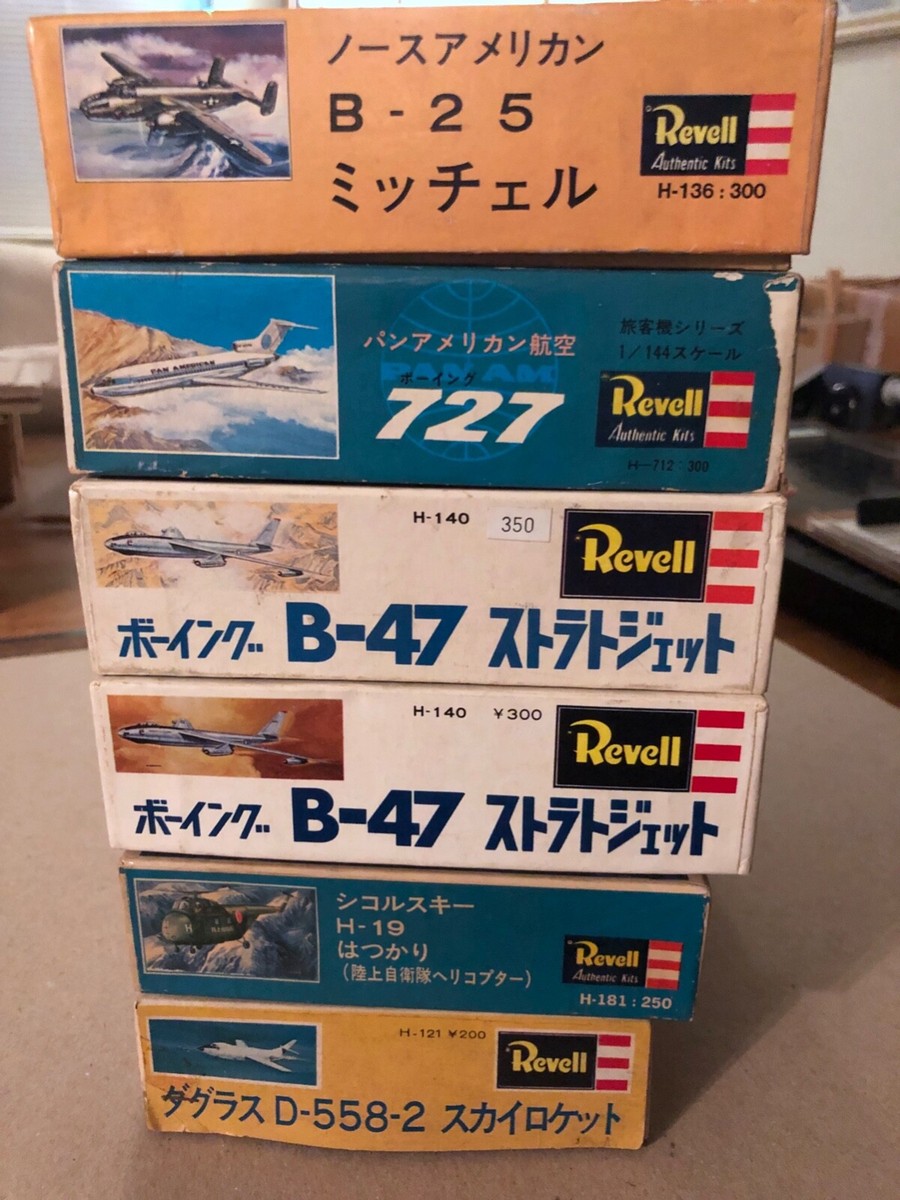 ノースアメリカン
B-25
ミッチェル
Revell
Authentic Kits
H-136:300
PAN AMERICAN
パンアメリカン航空
PAN AM
ボーイング
727
旅客機シリーズ
1/144スケール
Revell
Authentic Kits
H-712:300
H-140 350
Revell
ボーイング B-47 ストラトジェット
H-140 ¥300
Revell
ボーイング B-47 ストラトジェット
シコルスキー
H-19
はつかり
(陸上自衛隊ヘリコプター)
Revell
Authentic Kits
H-181:250
H-121 ¥200
Revell
ダグラス D-558-2 スカイロケット